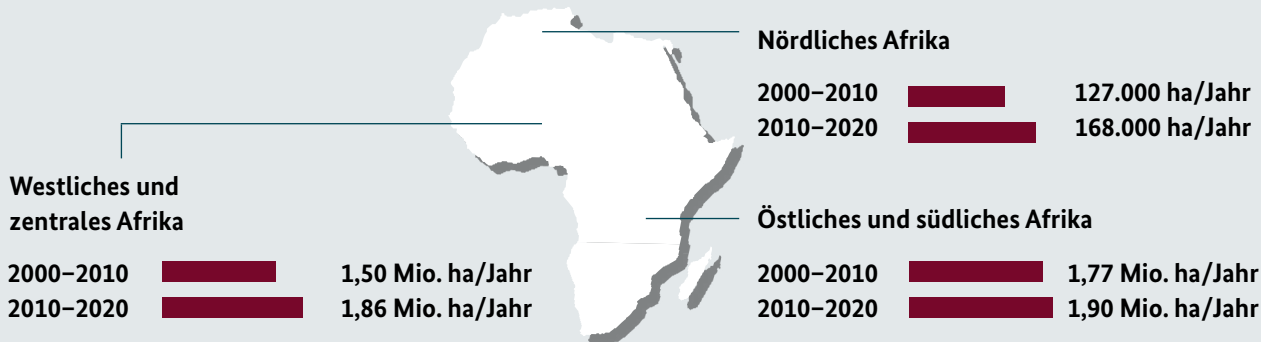 Nördliches Afrika
2000–2010 127.000 ha/Jahr
2010–2020 168.000 ha/Jahr
Westliches und
zentrales Afrika
2000–2010 1,50 Mio. ha/Jahr
2010–2020 1,86 Mio. ha/Jahr
Östliches und südliches Afrika
2000–2010 1,77 Mio. ha/Jahr
2010–2020 1,90 Mio. ha/Jahr